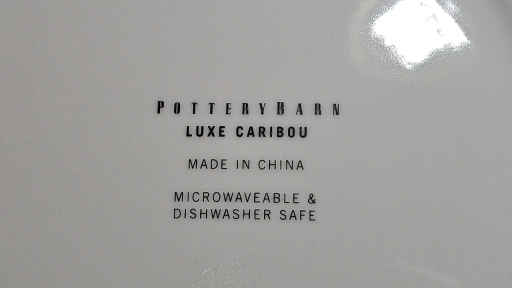 POTTERYBARN
LUXE CARIBOU
MADE IN CHINA
MICROWAVEABLE &
DISHWASHER SAFE